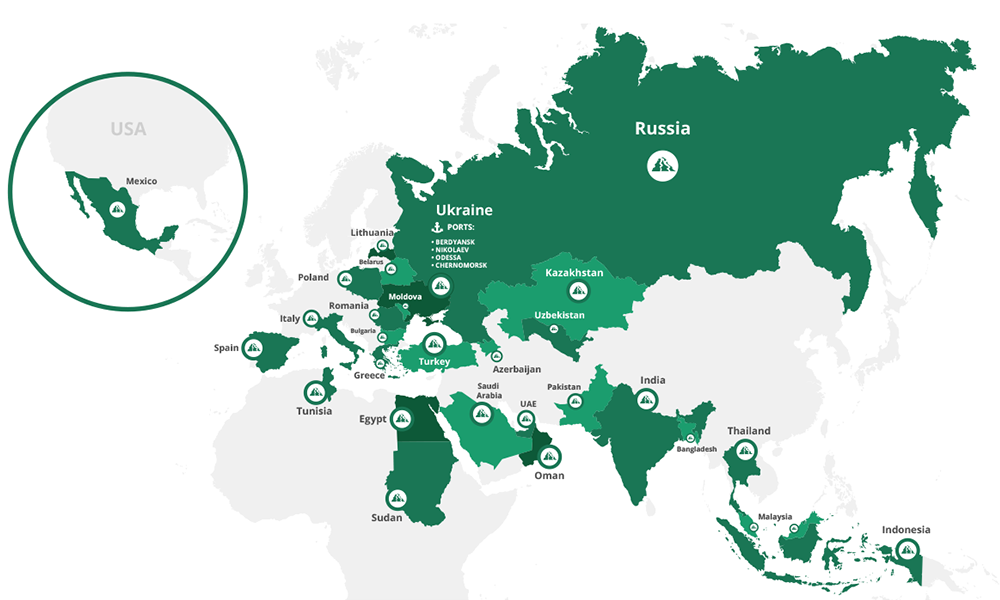 USA
Mexico
Russia
Ukraine
PORTS:
• BERDYANSK
• NIKOLAEV
• ODESSA
• CHERNOMORSK
Lithuania
Belarus
Poland
Moldova
Romania
Italy
Bulgaria
Spain
Greece
Turkey
Kazakhstan
Uzbekistan
Azerbaijan
Tunisia
Egypt
Saudi
Arabia
UAE
Pakistan
India
Oman
Sudan
Bangladesh
Thailand
Malaysia
Indonesia